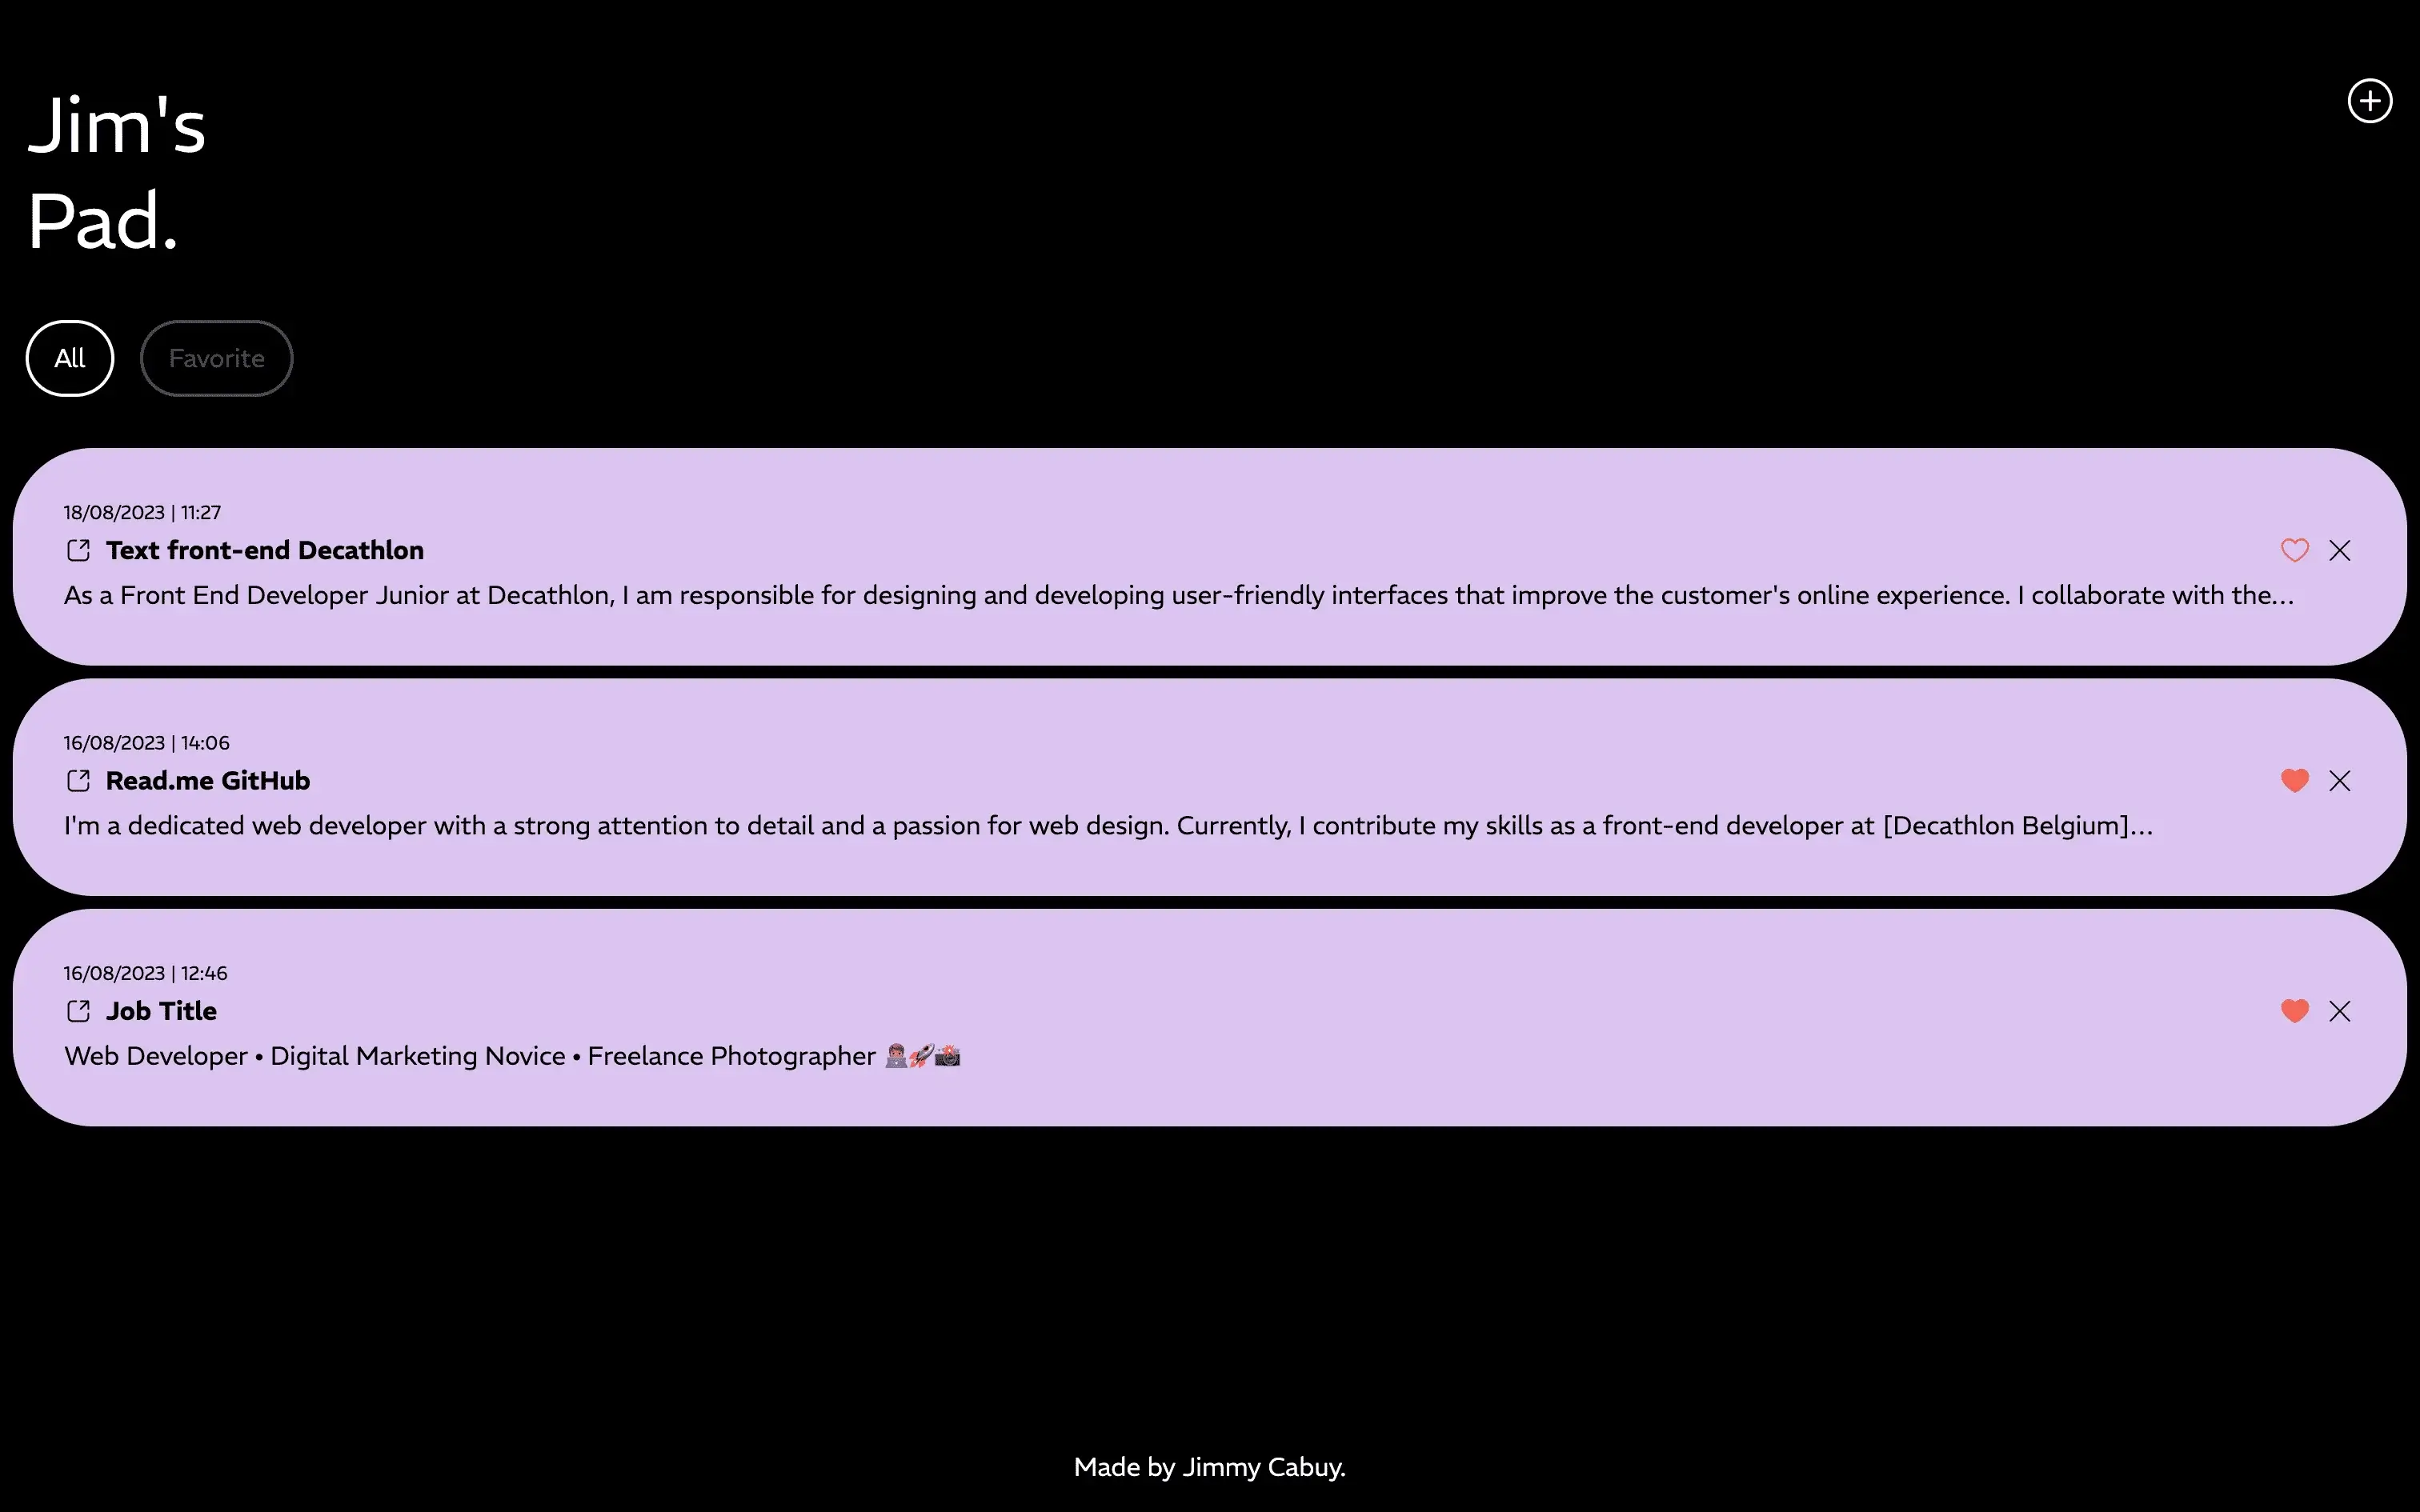 Jim's
Pad.
All
Favorite
18/08/2023 | 11:27
Text front-end Decathlon
As a Front End Developer Junior at Decathlon, I am responsible for designing and developing user-friendly interfaces that improve the customer's online experience. I collaborate with the...
16/08/2023 | 14:06
Read.me GitHub
I'm a dedicated web developer with a strong attention to detail and a passion for web design. Currently, I contribute my skills as a front-end developer at [Decathlon Belgium]...
16/08/2023 | 12:46
Job Title
Web Developer • Digital Marketing Novice • Freelance Photographer 👨🏽‍💻🚀📸
Made by Jimmy Cabuy.